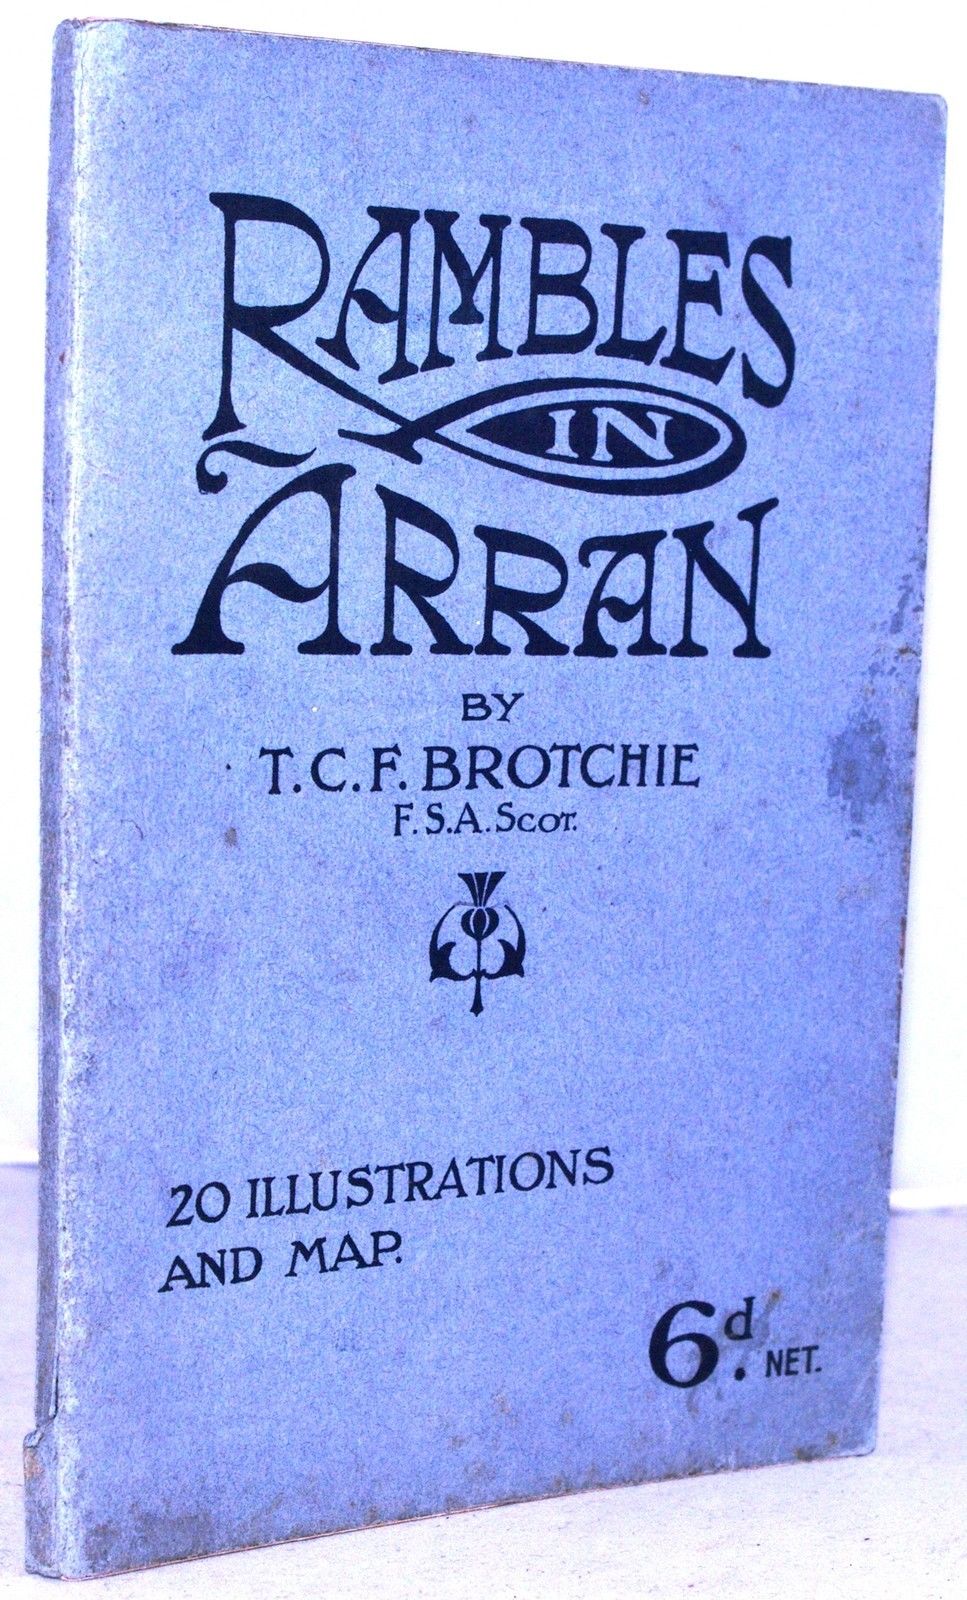 RAMBLES
IN
ARRAN
BY
T.C.F. BROTCHIE
F.S.A. SCOT.
20 ILLUSTRATIONS
AND MAP.
6d. NET.